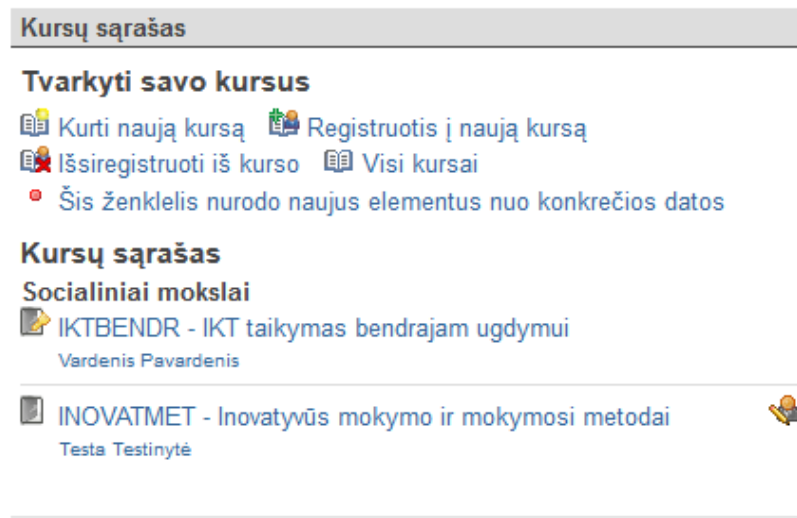 Kursų sąrašas
Tvarkyti savo kursus
Kurti naują kursą Registruotis į naują kursą
Išsiregistruoti iš kurso Visi kursai
Šis ženklelis nurodo naujus elementus nuo konkrečios datos
Kursų sąrašas
Socialiniai mokslai
IKTBENDR - IKT taikymas bendrajam ugdymui
Vardenis Pavardenis
INOVATMET - Inovatyvūs mokymo ir mokymosi metodai
Testa Testinytė